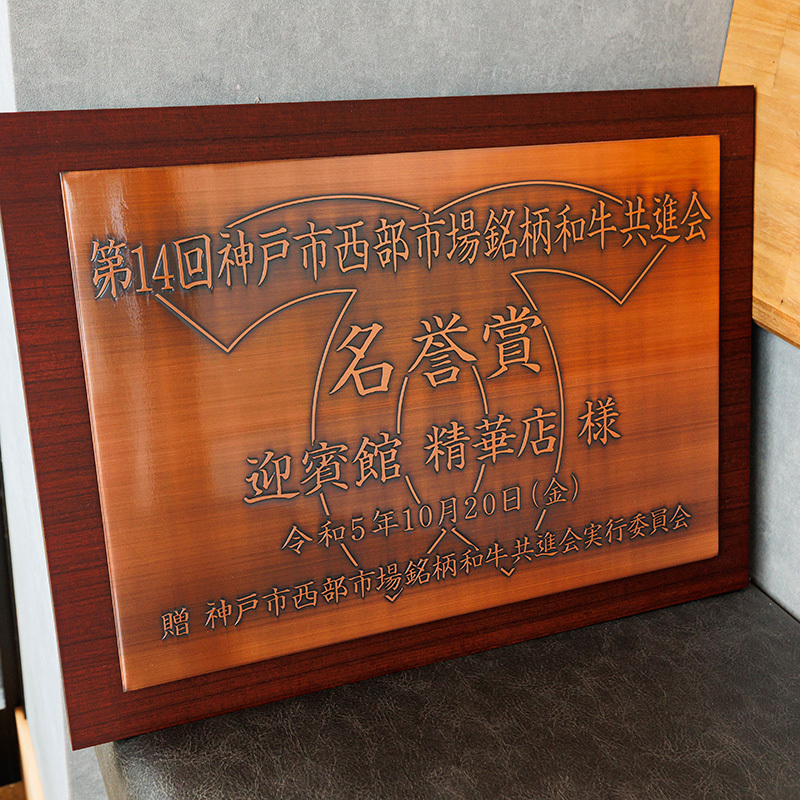 第14回神戸市西部市場銘柄和牛共進会
名誉賞
迎賓館 精華店 様
令和5年10月20日(金)
贈 神戸市西部市場銘柄和牛共進会実行委員会